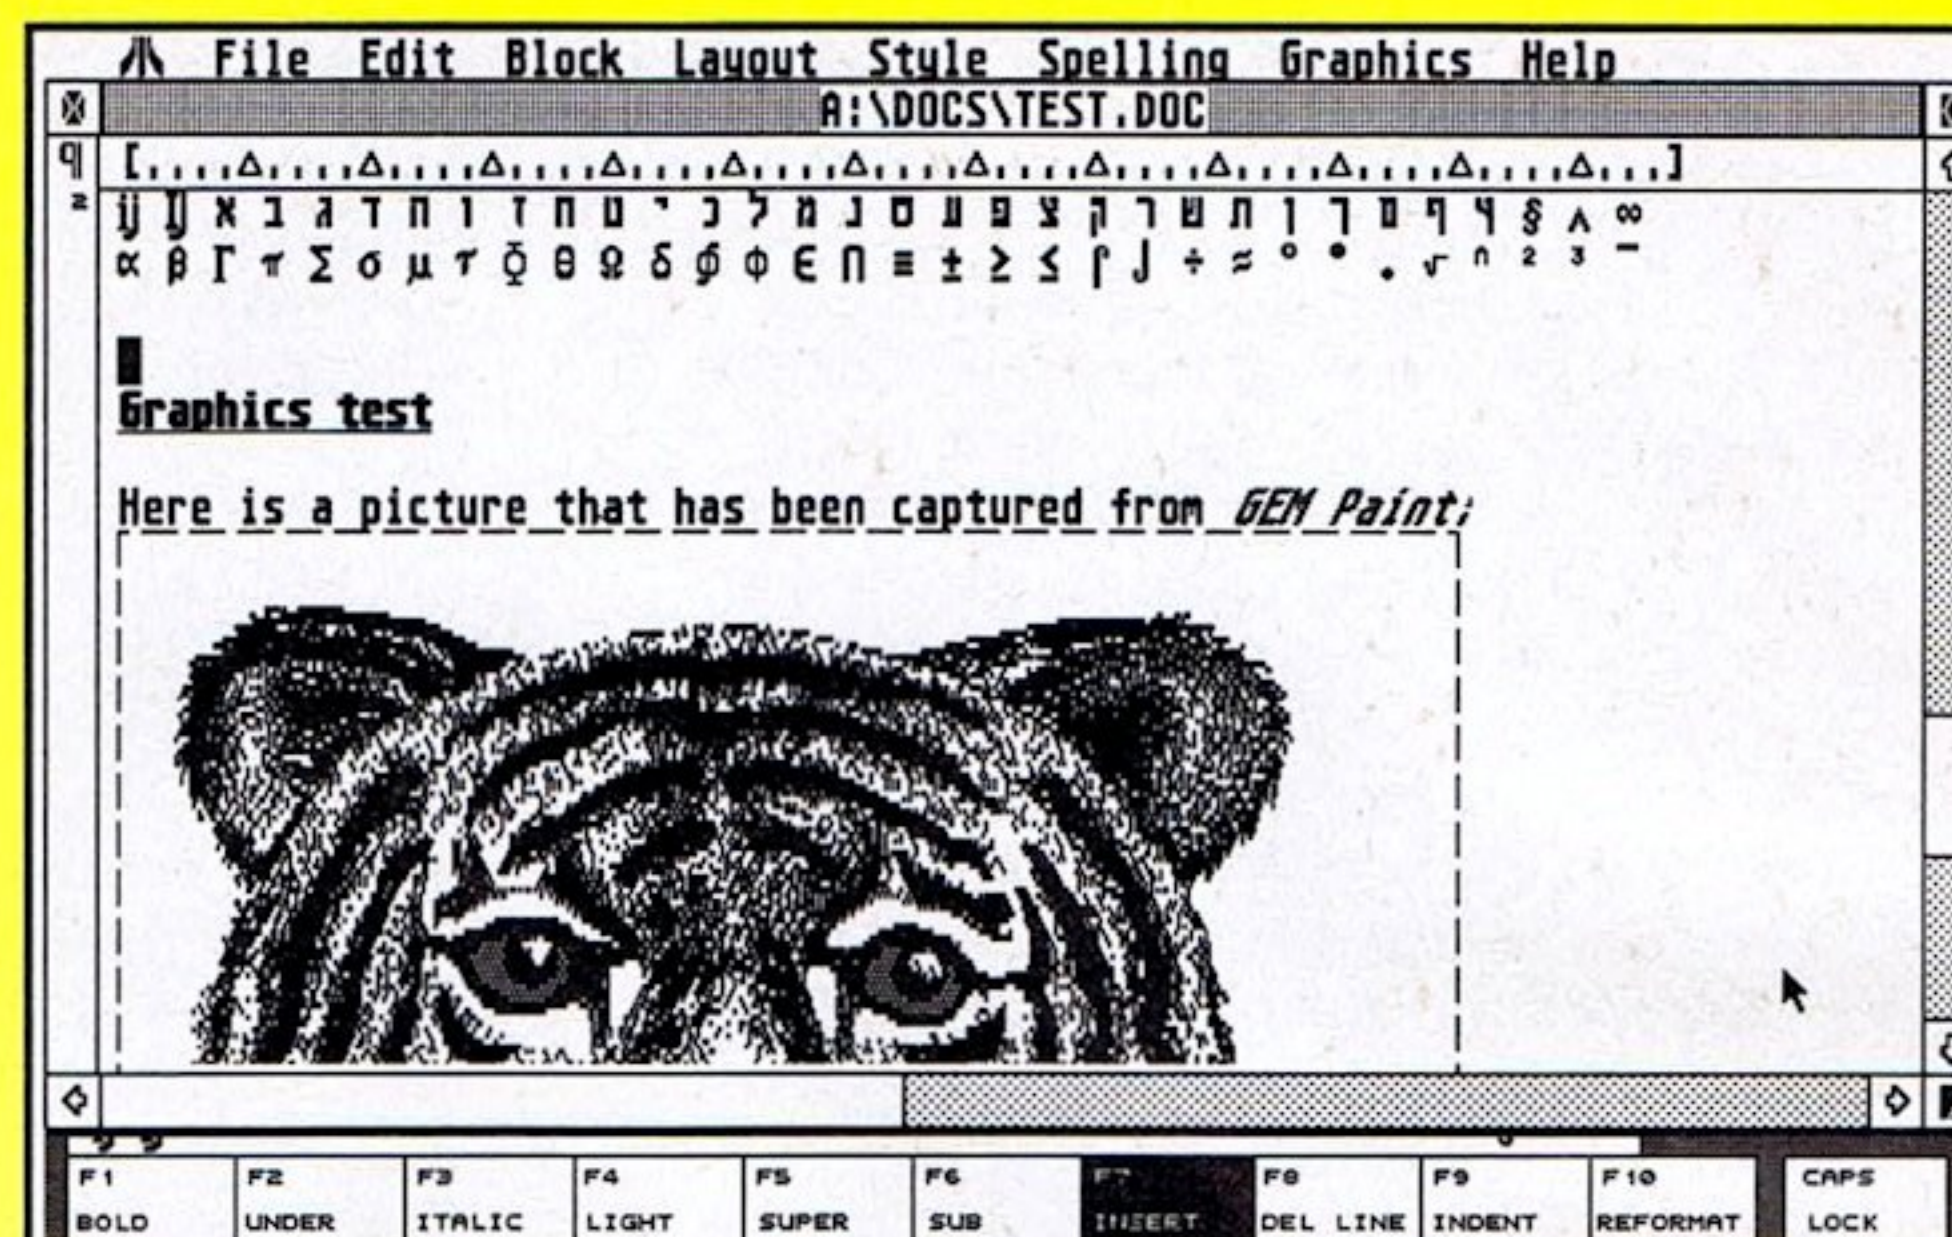 File Edit Block Layout Style Spelling Graphics Help
A:\DOCS\TEST.DOC
ij IJ א ב ג ד ה ו ז ח ט י כ ל מ נ ס ע פ צ ק ר ש ת ן ך ם ף ץ § ∧ ∞
α β Γ π Σ σ µ τ Φ θ Ω δ ∮ ϕ ∈ ∩ ≡ ± ≥ ≤ ⌠ ⌡ ÷ ≈ ° • · √ ⁿ ² ³ ¯
Graphics test
Here is a picture that has been captured from GEM Paint:
F1 F2 F3 F4 F5 F6 F7 F8 F9 F10 CAPS
BOLD UNDER ITALIC LIGHT SUPER SUB INSERT DEL LINE INDENT REFORMAT LOCK